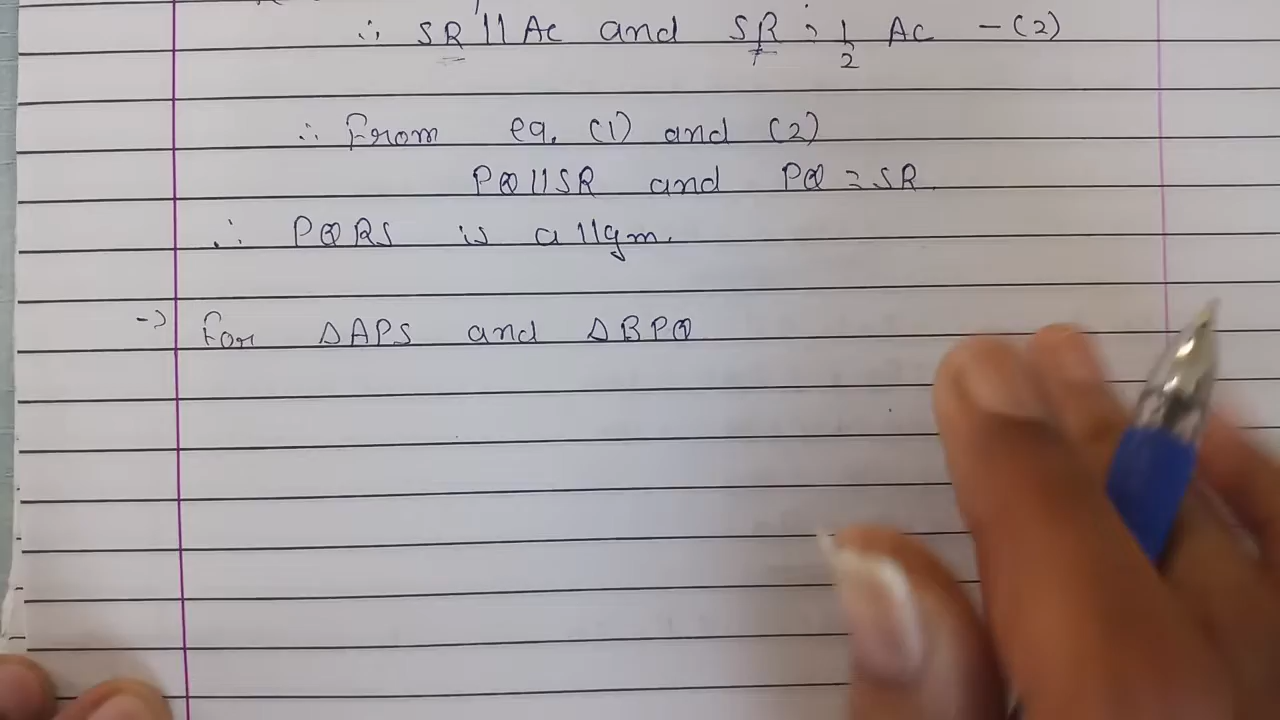 ∴ SR || AC and SR = 1/2 AC - (2)
∴ From eq. (1) and (2)
PQ || SR and PQ = SR.
∴ PQRS is a ||gm.
-> For ΔAPS and ΔBPQ